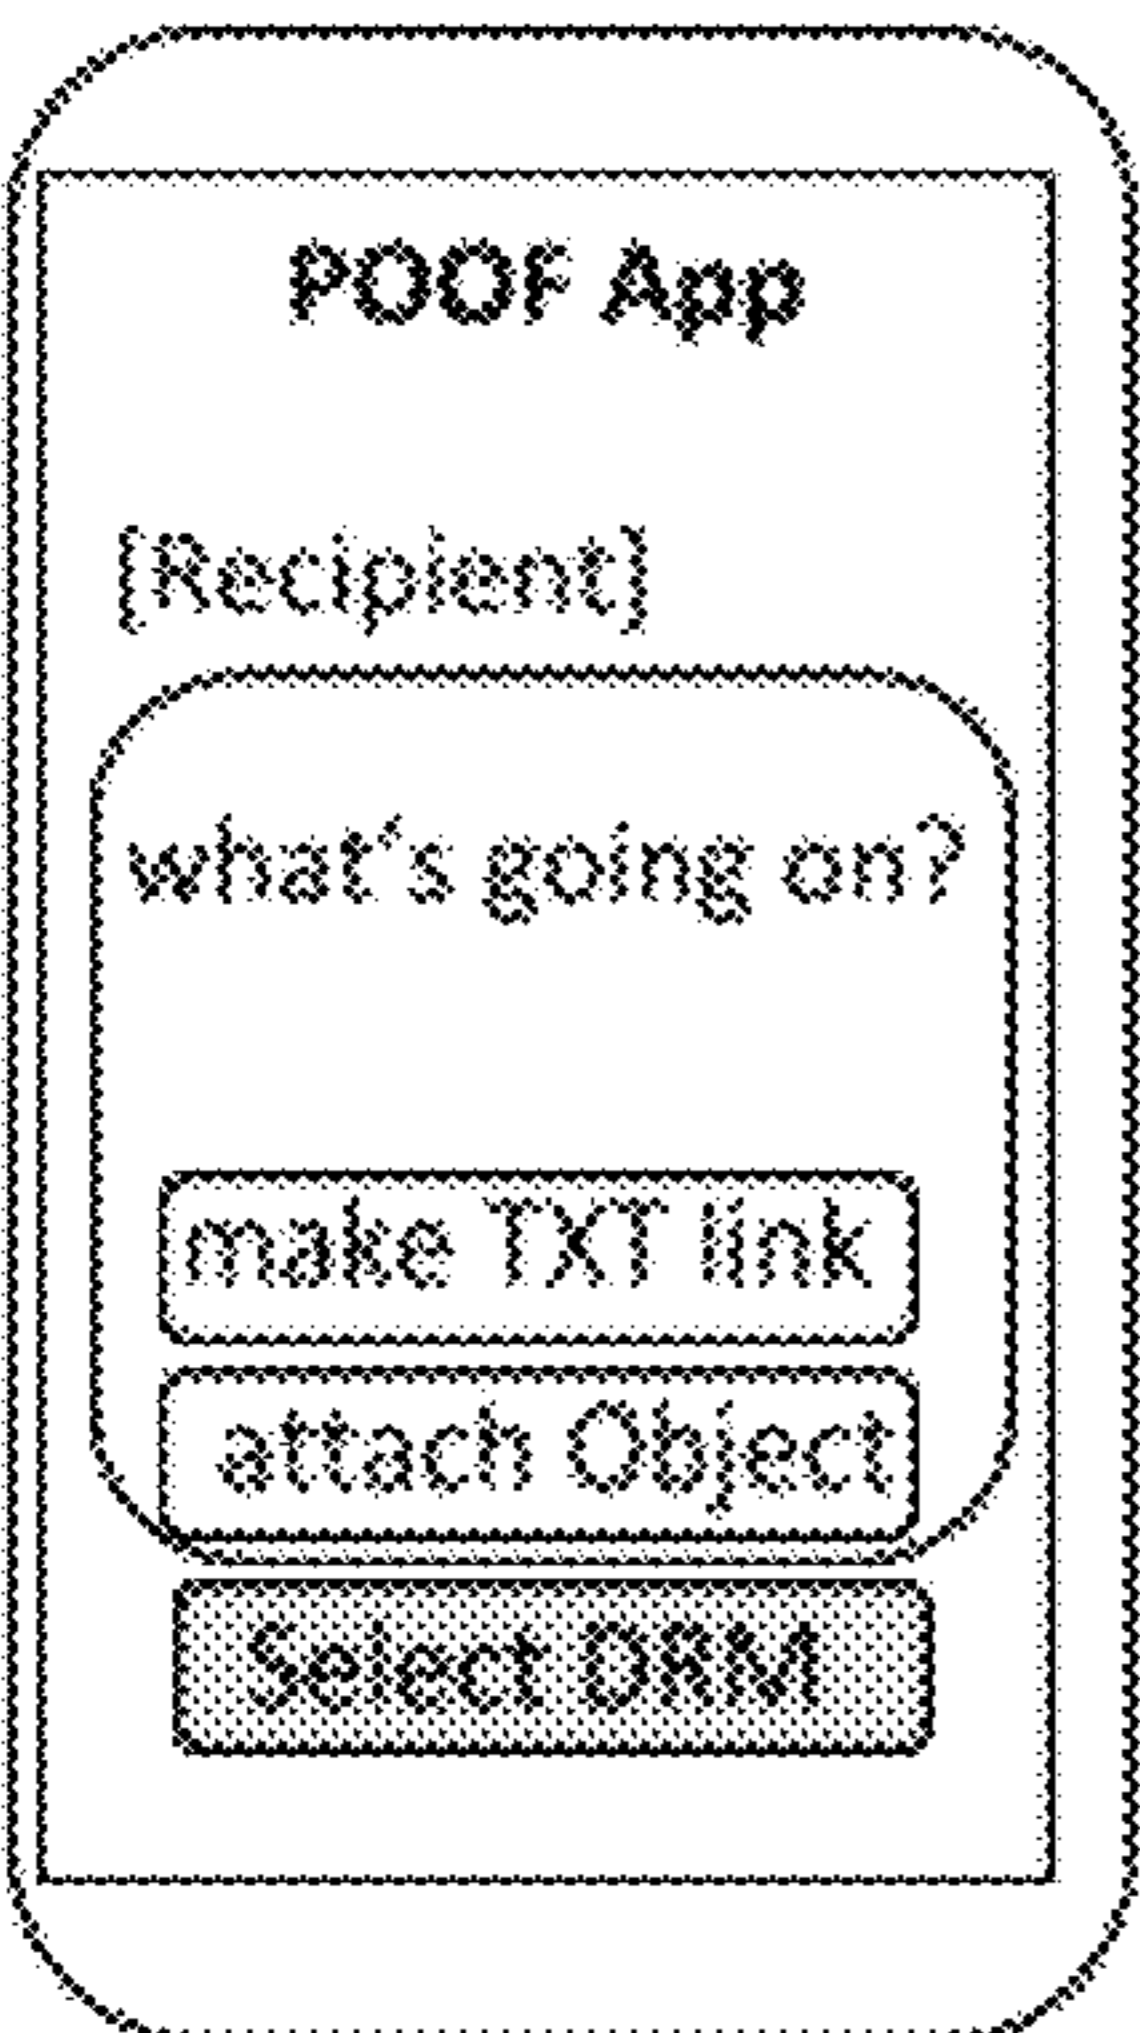 POOF App
[Recipient]
what's going on?
make TXT link
attach Object
Select DRM